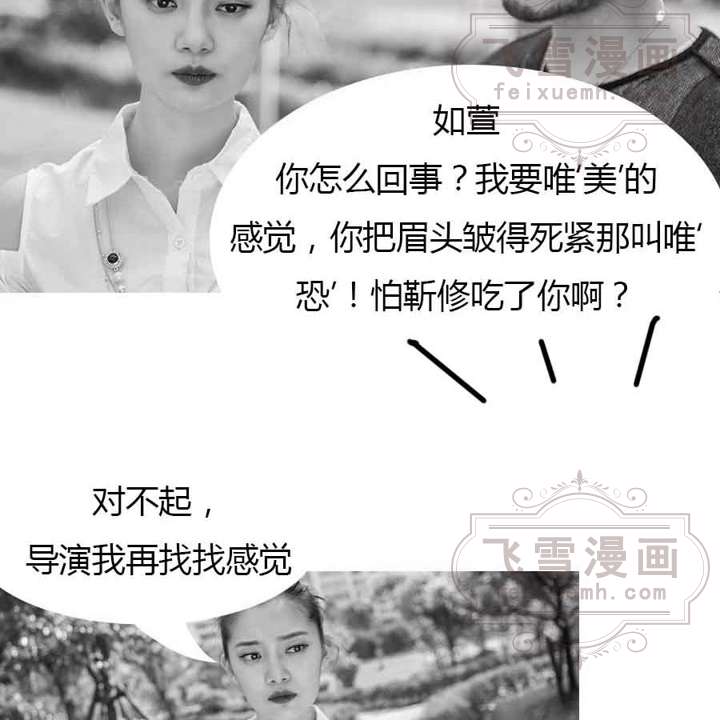 飞雪漫画
feixuemh.com
如萱
你怎么回事？我要唯‘美’的
感觉，你把眉头皱得死紧那叫唯‘
恐’！怕靳修吃了你啊？
对不起，
导演我再找找感觉
飞雪漫画
feixuemh.com